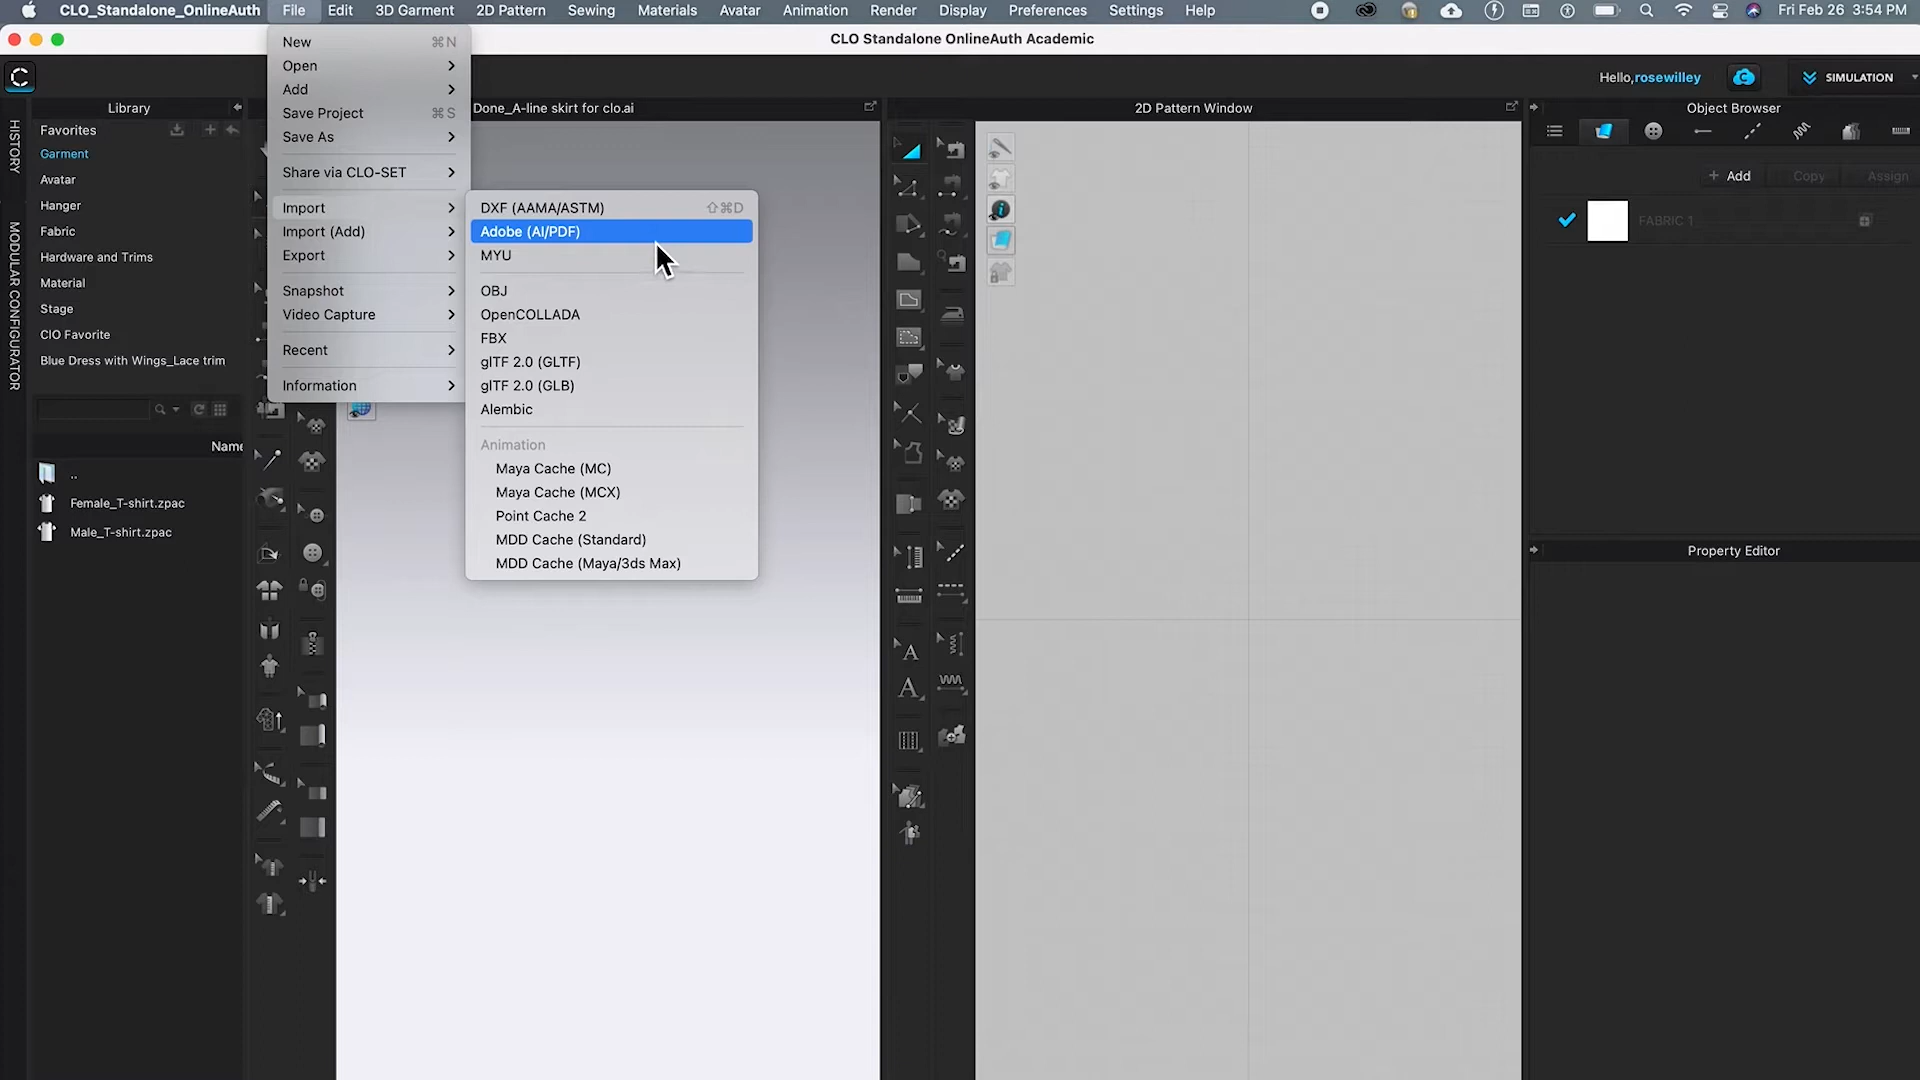 CLO_Standalone_OnlineAuth File Edit 3D Garment 2D Pattern Sewing Materials Avatar Animation Render Display Preferences Settings Help Fri Feb 26 3:54 PM
CLO Standalone OnlineAuth Academic
Hello,rosewilley
SIMULATION
HISTORY
MODULAR CONFIGURATOR
Library
Favorites
Garment
Avatar
Hanger
Fabric
Hardware and Trims
Material
Stage
ClO Favorite
Blue Dress with Wings_Lace trim
Name
..
Female_T-shirt.zpac
Male_T-shirt.zpac
New ⌘N
Open
Add
Save Project ⌘S
Save As
Share via CLO-SET
Import
Import (Add)
Export
Snapshot
Video Capture
Recent
Information
Done_A-line skirt for clo.ai
DXF (AAMA/ASTM) ⇧⌘D
Adobe (AI/PDF)
MYU
OBJ
OpenCOLLADA
FBX
glTF 2.0 (GLTF)
glTF 2.0 (GLB)
Alembic
Animation
Maya Cache (MC)
Maya Cache (MCX)
Point Cache 2
MDD Cache (Standard)
MDD Cache (Maya/3ds Max)
2D Pattern Window
Object Browser
+ Add Copy Assign
FABRIC 1
Property Editor